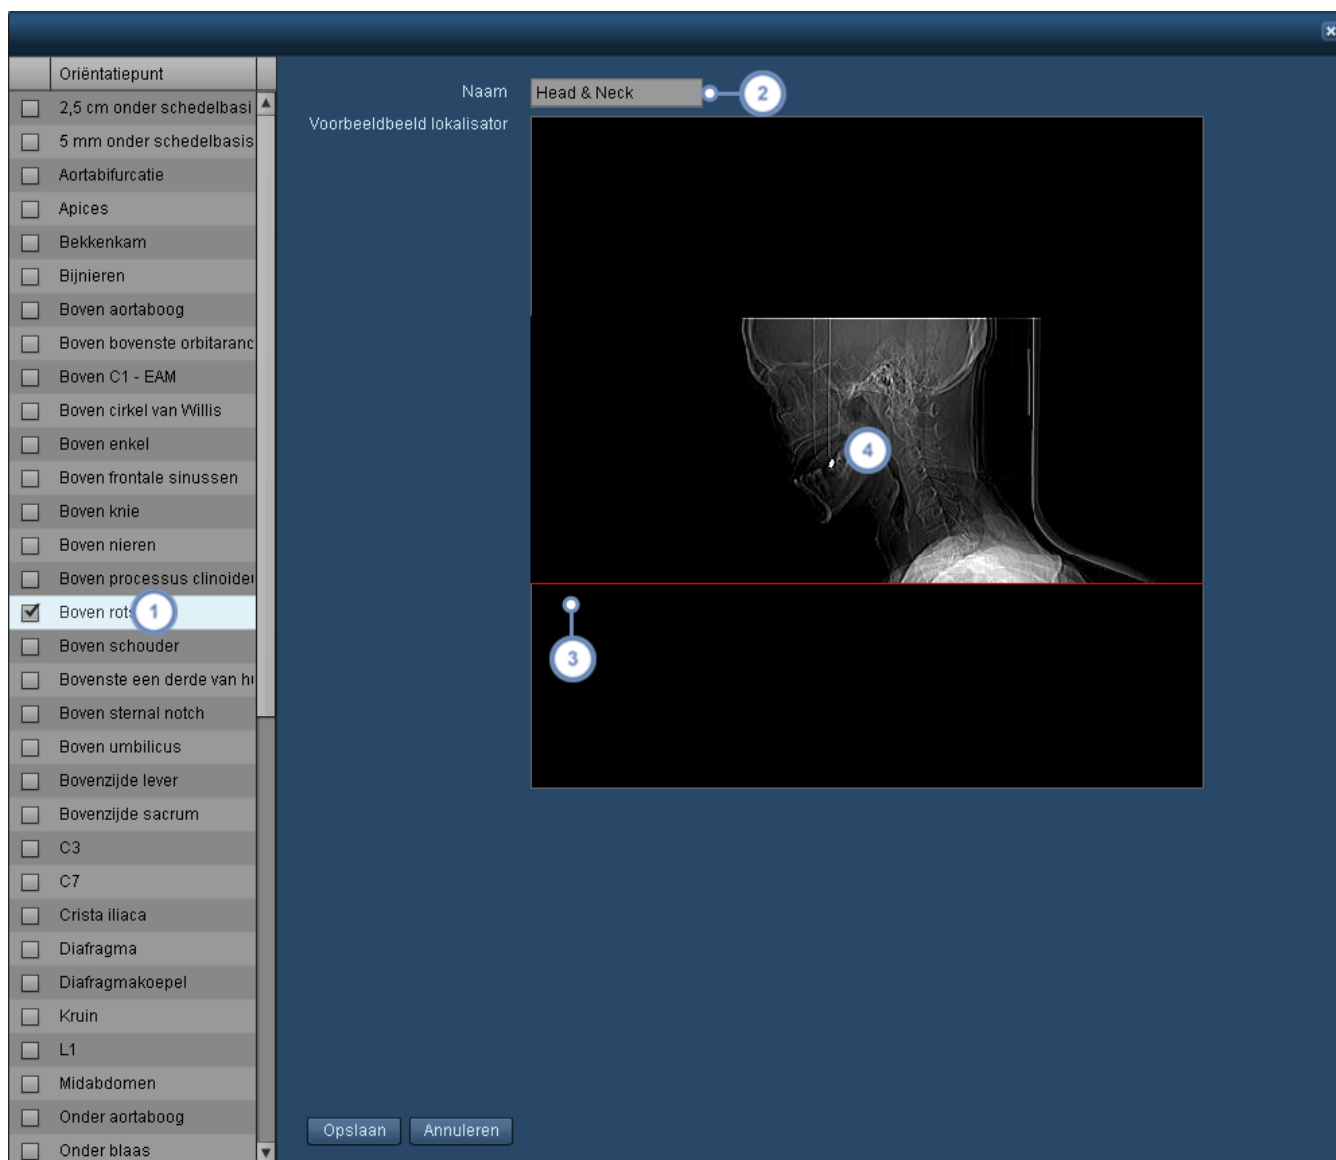 Oriëntatiepunt
2,5 cm onder schedelbasi
5 mm onder schedelbasis
Aortabifurcatie
Apices
Bekkenkam
Bijnieren
Boven aortaboog
Boven bovenste orbitaranc
Boven C1 - EAM
Boven cirkel van Willis
Boven enkel
Boven frontale sinussen
Boven knie
Boven nieren
Boven processus clinoide
Boven rots 1
Boven schouder
Bovenste een derde van h
Boven sternal notch
Boven umbilicus
Bovenzijde lever
Bovenzijde sacrum
C3
C7
Crista iliaca
Diafragma
Diafragmakoepel
Kruin
L1
Midabdomen
Onder aortaboog
Onder blaas
Naam Head & Neck 2
Voorbeeldbeeld lokalisator
4
3
Opslaan Annuleren